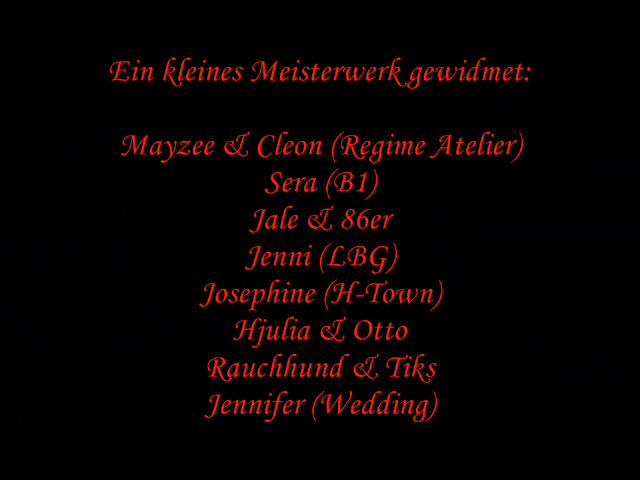 Ein kleines Meisterwerk gewidmet:
Mayzee & Cleon (Regime Atelier)
Sera (B1)
Jale & 86er
Jenni (LBG)
Josephine (H-Town)
Hjulia & Otto
Rauchhund & Tiks
Jennifer (Wedding)